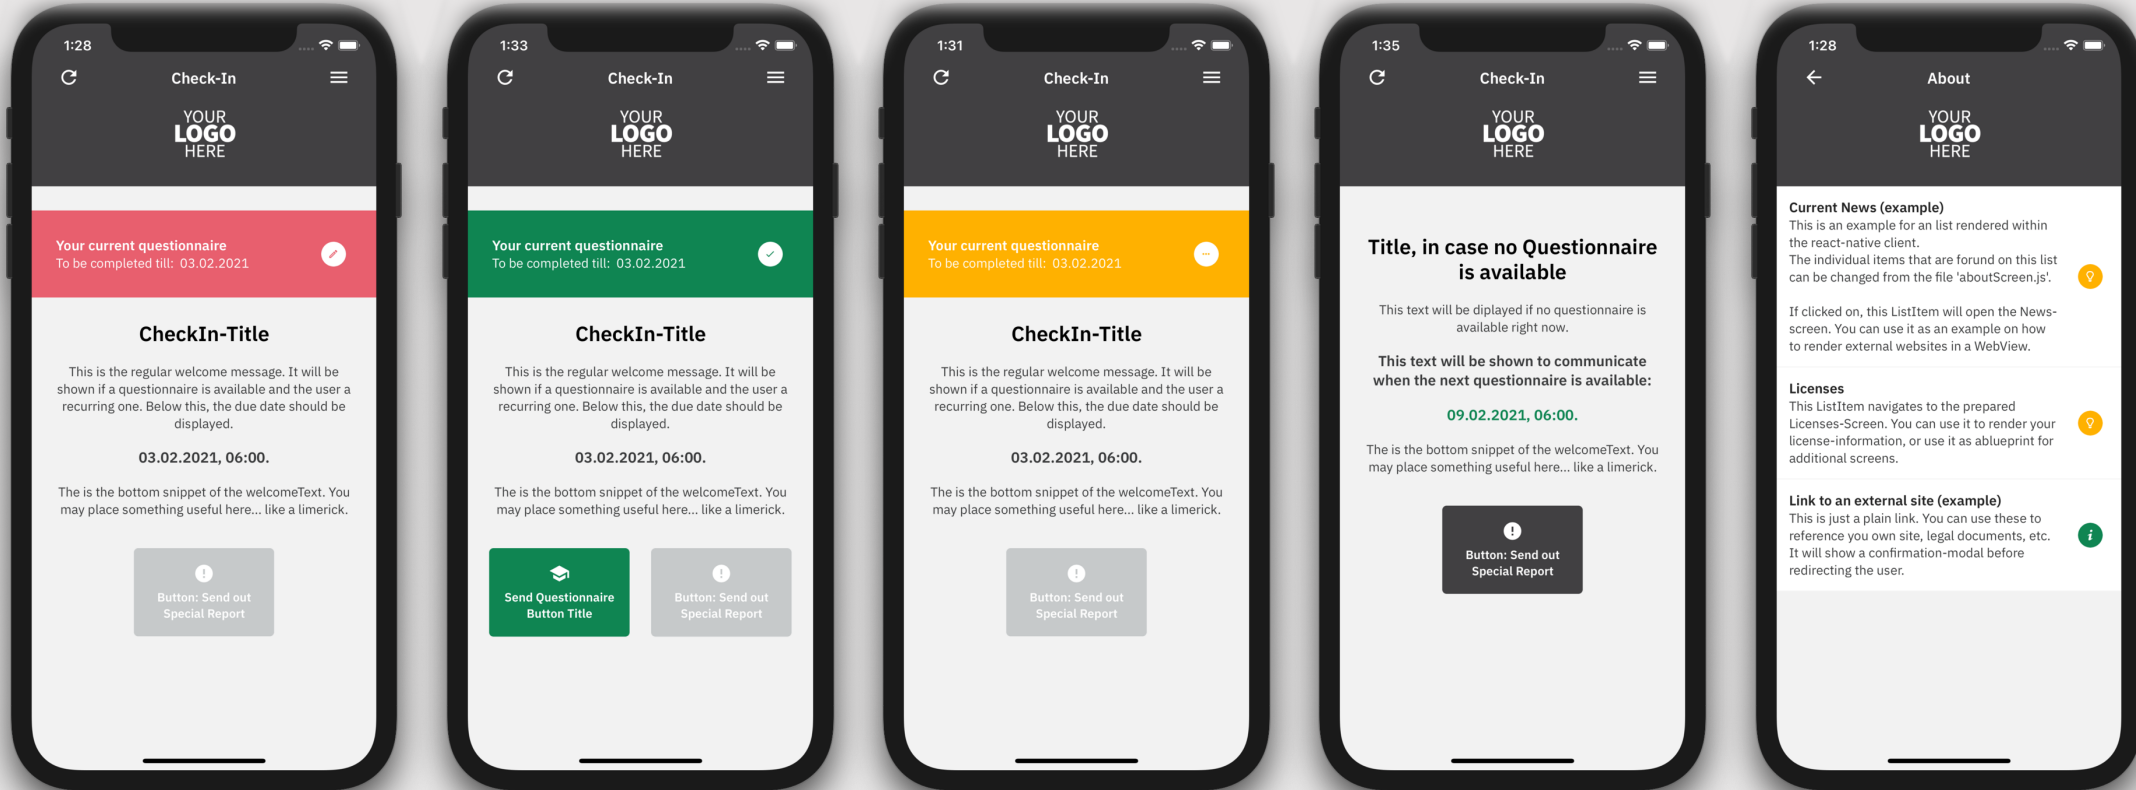 1:28
Check-In
YOUR
LOGO
HERE
Your current questionnaire
To be completed till: 03.02.2021
CheckIn-Title
This is the regular welcome message. It will be
shown if a questionnaire is available and the user a
recurring one. Below this, the due date should be
displayed.
03.02.2021, 06:00.
The is the bottom snippet of the welcomeText. You
may place something useful here... like a limerick.
Button: Send out
Special Report
1:33
Check-In
YOUR
LOGO
HERE
Your current questionnaire
To be completed till: 03.02.2021
CheckIn-Title
This is the regular welcome message. It will be
shown if a questionnaire is available and the user a
recurring one. Below this, the due date should be
displayed.
03.02.2021, 06:00.
The is the bottom snippet of the welcomeText. You
may place something useful here... like a limerick.
Send Questionnaire
Button Title
Button: Send out
Special Report
1:31
Check-In
YOUR
LOGO
HERE
Your current questionnaire
To be completed till: 03.02.2021
CheckIn-Title
This is the regular welcome message. It will be
shown if a questionnaire is available and the user a
recurring one. Below this, the due date should be
displayed.
03.02.2021, 06:00.
The is the bottom snippet of the welcomeText. You
may place something useful here... like a limerick.
Button: Send out
Special Report
1:35
Check-In
YOUR
LOGO
HERE
Title, in case no Questionnaire
is available
This text will be diplayed if no questionnaire is
available right now.
This text will be shown to communicate
when the next questionnaire is available:
09.02.2021, 06:00.
The is the bottom snippet of the welcomeText. You
may place something useful here... like a limerick.
Button: Send out
Special Report
1:28
About
YOUR
LOGO
HERE
Current News (example)
This is an example for an list rendered within
the react-native client.
The individual items that are forund on this list
can be changed from the file 'aboutScreen.js'.
If clicked on, this ListItem will open the News-
screen. You can use it as an example on how
to render external websites in a WebView.
Licenses
This ListItem navigates to the prepared
Licenses-Screen. You can use it to render your
license-information, or use it as ablueprint for
additional screens.
Link to an external site (example)
This is just a plain link. You can use these to
reference you own site, legal documents, etc.
It will show a confirmation-modal before
redirecting the user.